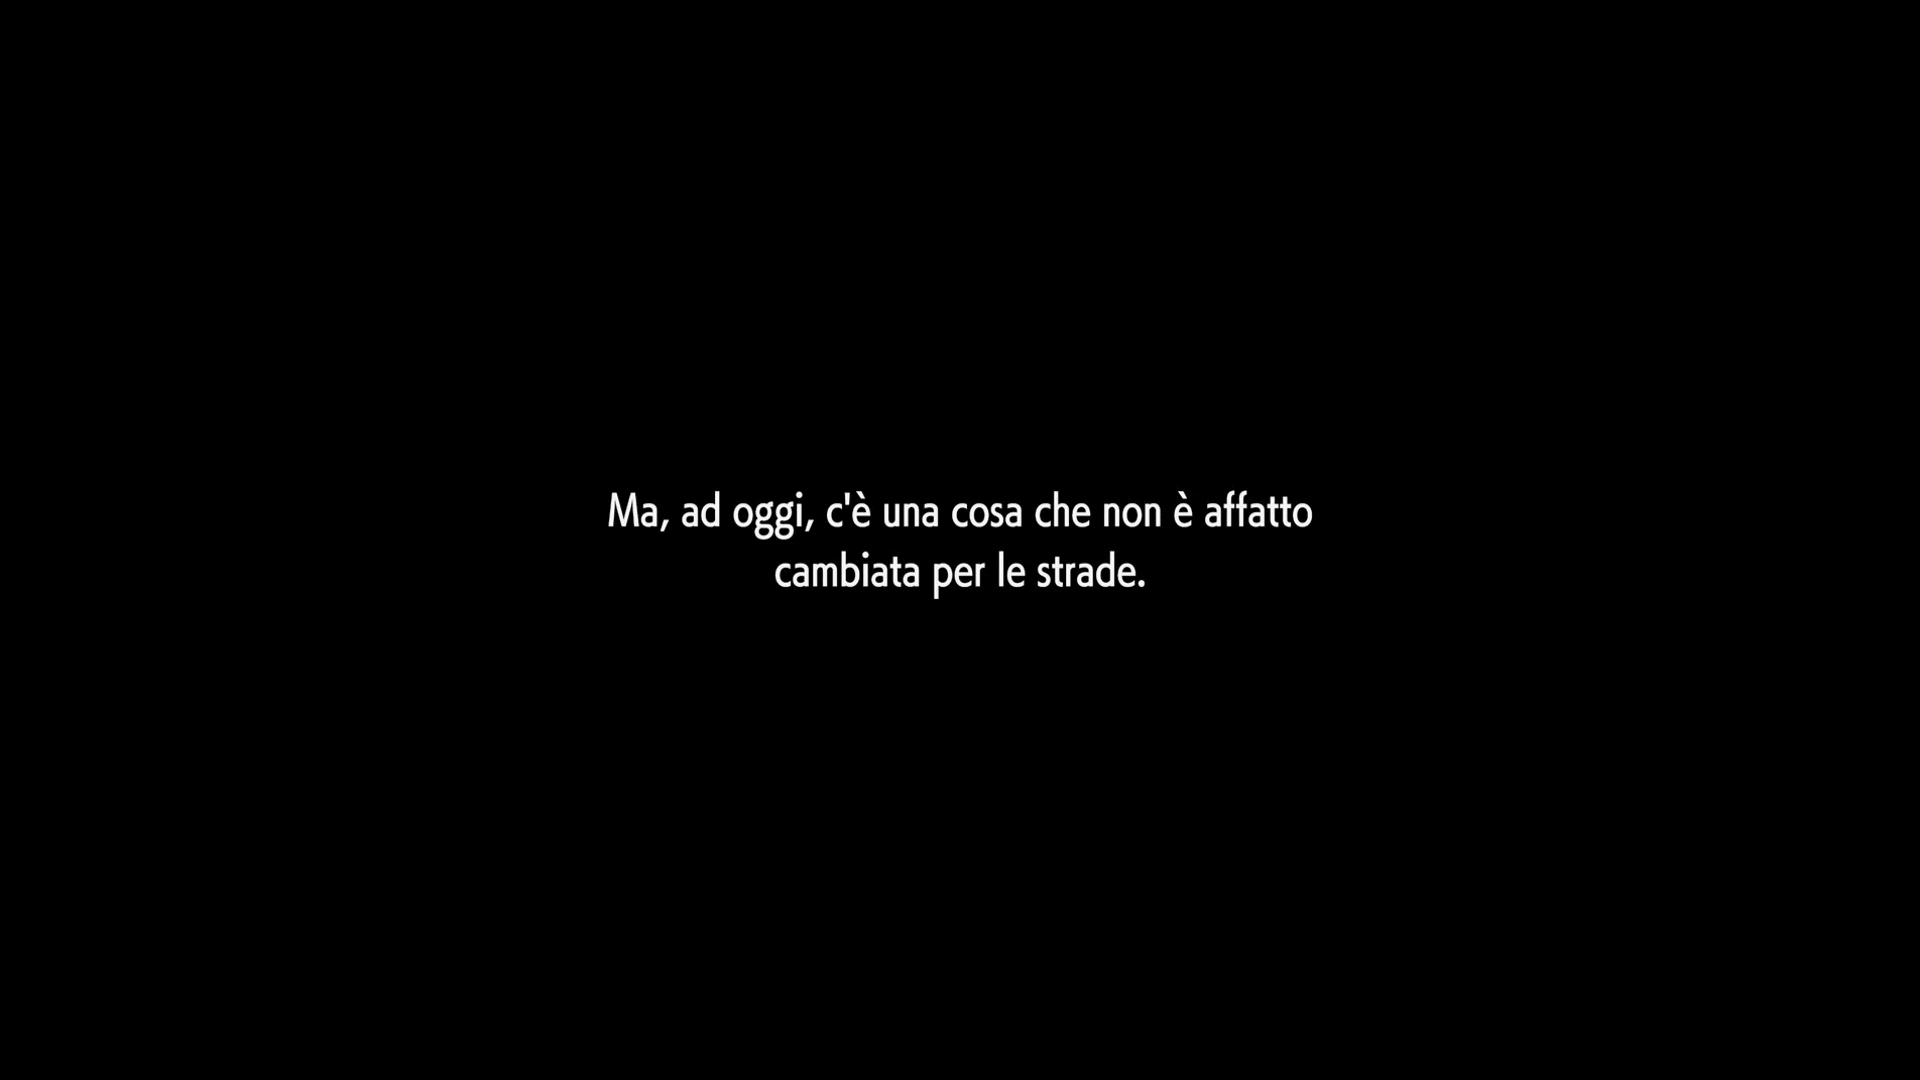 Ma, ad oggi, c'è una cosa che non è affatto
cambiata per le strade.